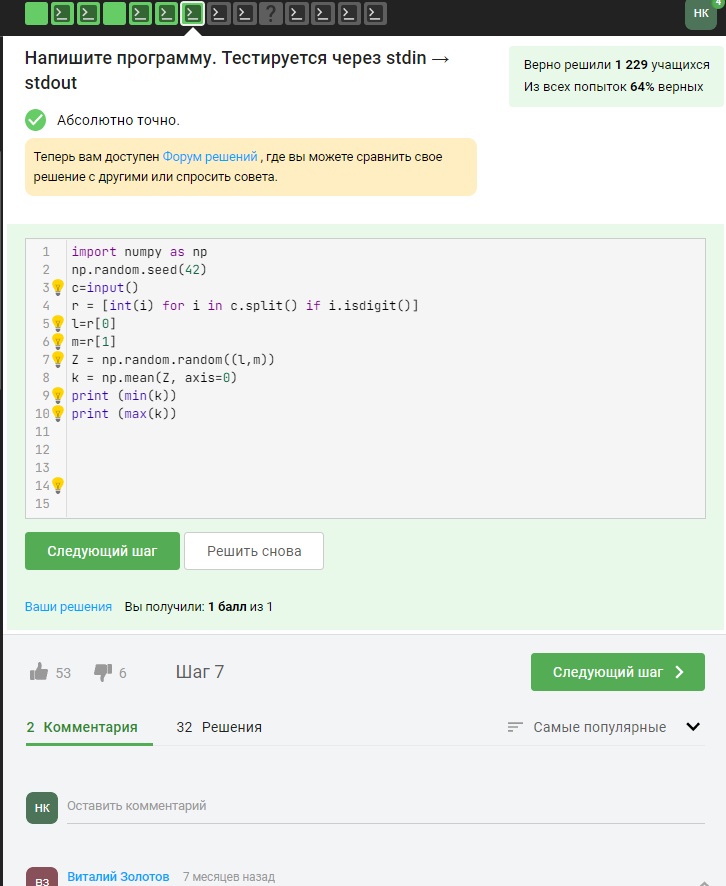 НК
4
Напишите программу. Тестируется через stdin →
stdout
Верно решили 1 229 учащихся
Из всех попыток 64% верных
Абсолютно точно.
Теперь вам доступен Форум решений , где вы можете сравнить свое
решение с другими или спросить совета.
1 import numpy as np
2 np.random.seed(42)
3 c=input()
4 r = [int(i) for i in c.split() if i.isdigit()]
5 l=r[0]
6 m=r[1]
7 Z = np.random.random((l,m))
8 k = np.mean(Z, axis=0)
9 print (min(k))
10 print (max(k))
11
12
13
14
15
Следующий шаг
Решить снова
Ваши решения Вы получили: 1 балл из 1
53 6 Шаг 7
Следующий шаг
2 Комментария 32 Решения Самые популярные
НК Оставить комментарий
ВЗ Виталий Золотов 7 месяцев назад